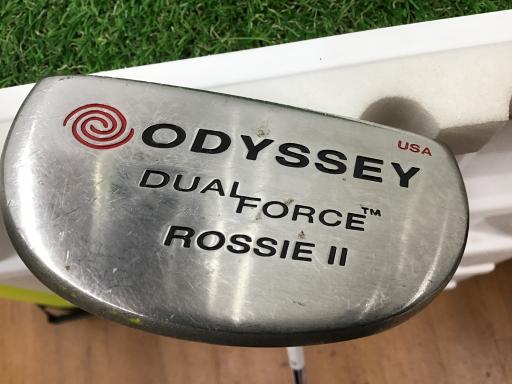 ODYSSEY
USA
DUAL FORCE™
ROSSIE II